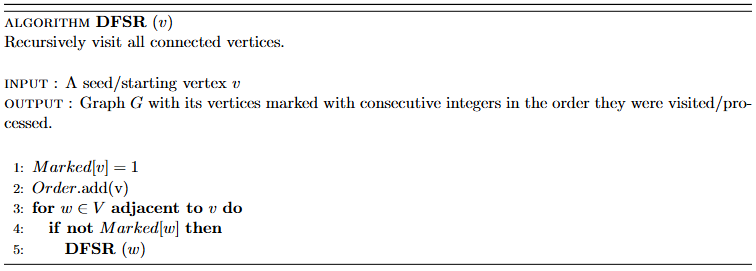 ALGORITHM DFSR (v)
Recursively visit all connected vertices.
INPUT : A seed/starting vertex v
OUTPUT : Graph G with its vertices marked with consecutive integers in the order they were visited/pro-
cessed.
1: Marked[v] = 1
2: Order.add(v)
3: for w ∈ V adjacent to v do
4: if not Marked[w] then
5: DFSR (w)